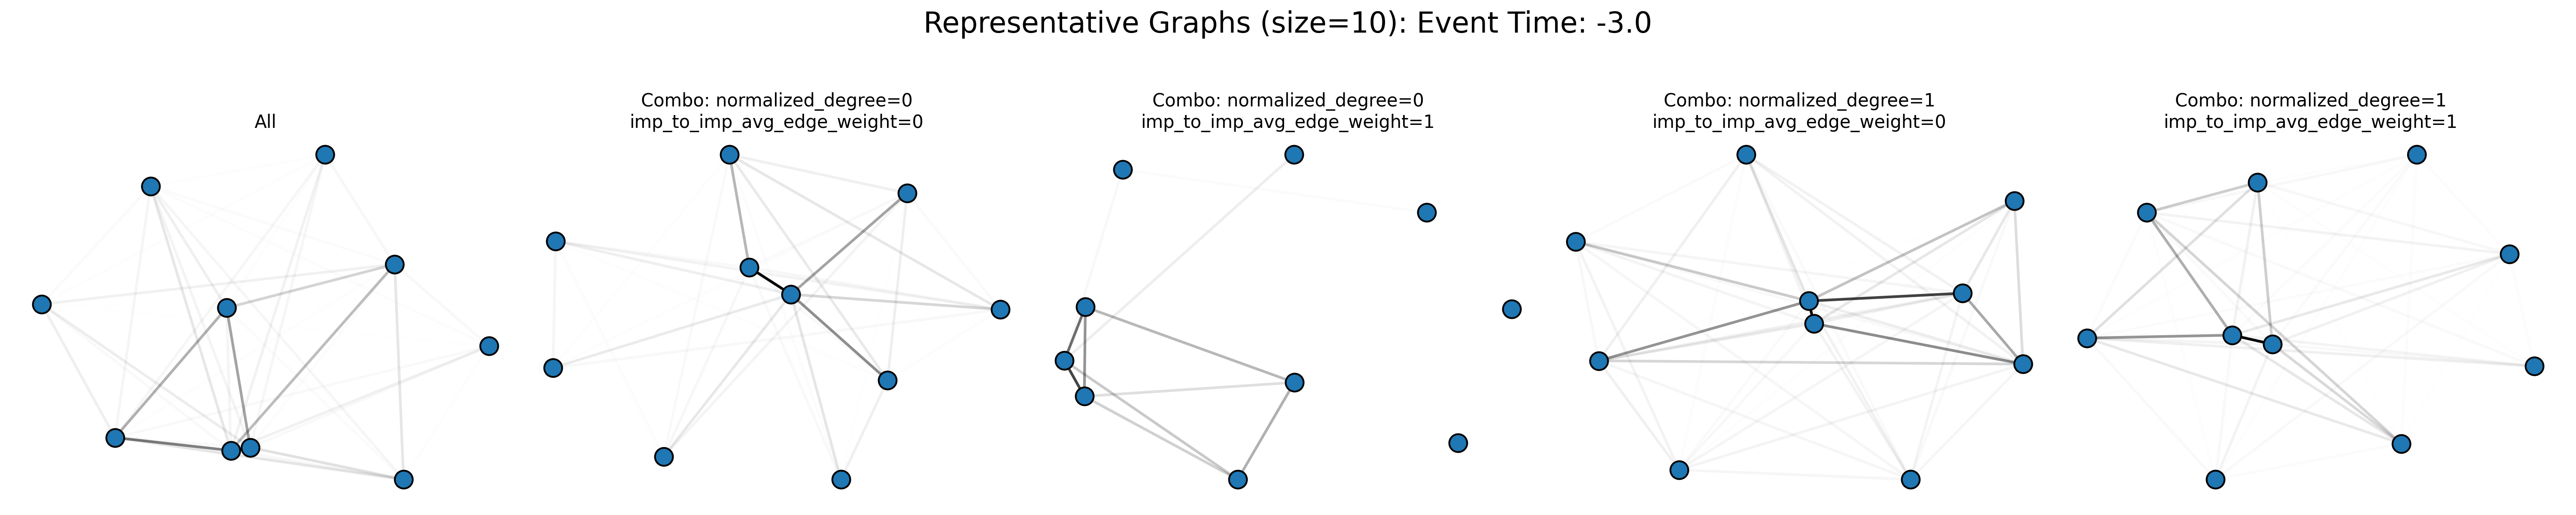 Representative Graphs (size=10): Event Time: -3.0
All
Combo: normalized_degree=0
imp_to_imp_avg_edge_weight=0
Combo: normalized_degree=0
imp_to_imp_avg_edge_weight=1
Combo: normalized_degree=1
imp_to_imp_avg_edge_weight=0
Combo: normalized_degree=1
imp_to_imp_avg_edge_weight=1